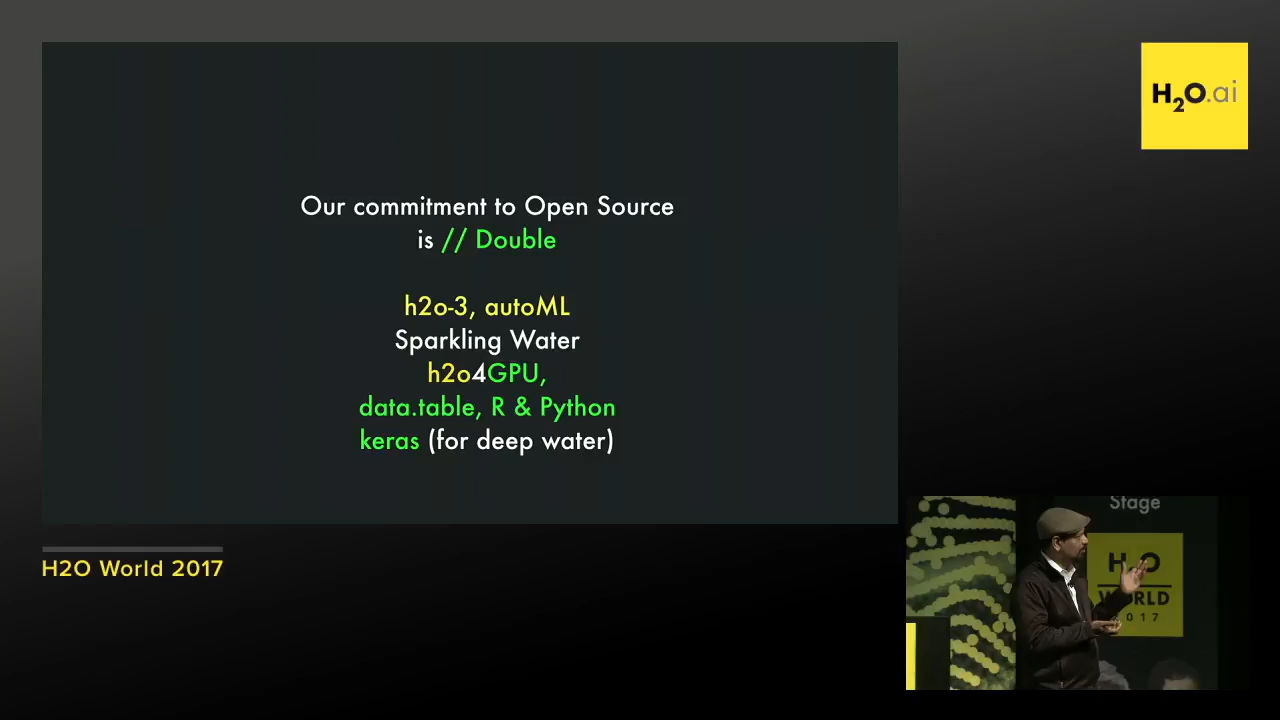 H2O.ai
Our commitment to Open Source
is // Double
h2o-3, autoML
Sparkling Water
h2o4GPU,
data.table, R & Python
keras (for deep water)
H2O World 2017
Stage
H2O
WORLD
2017